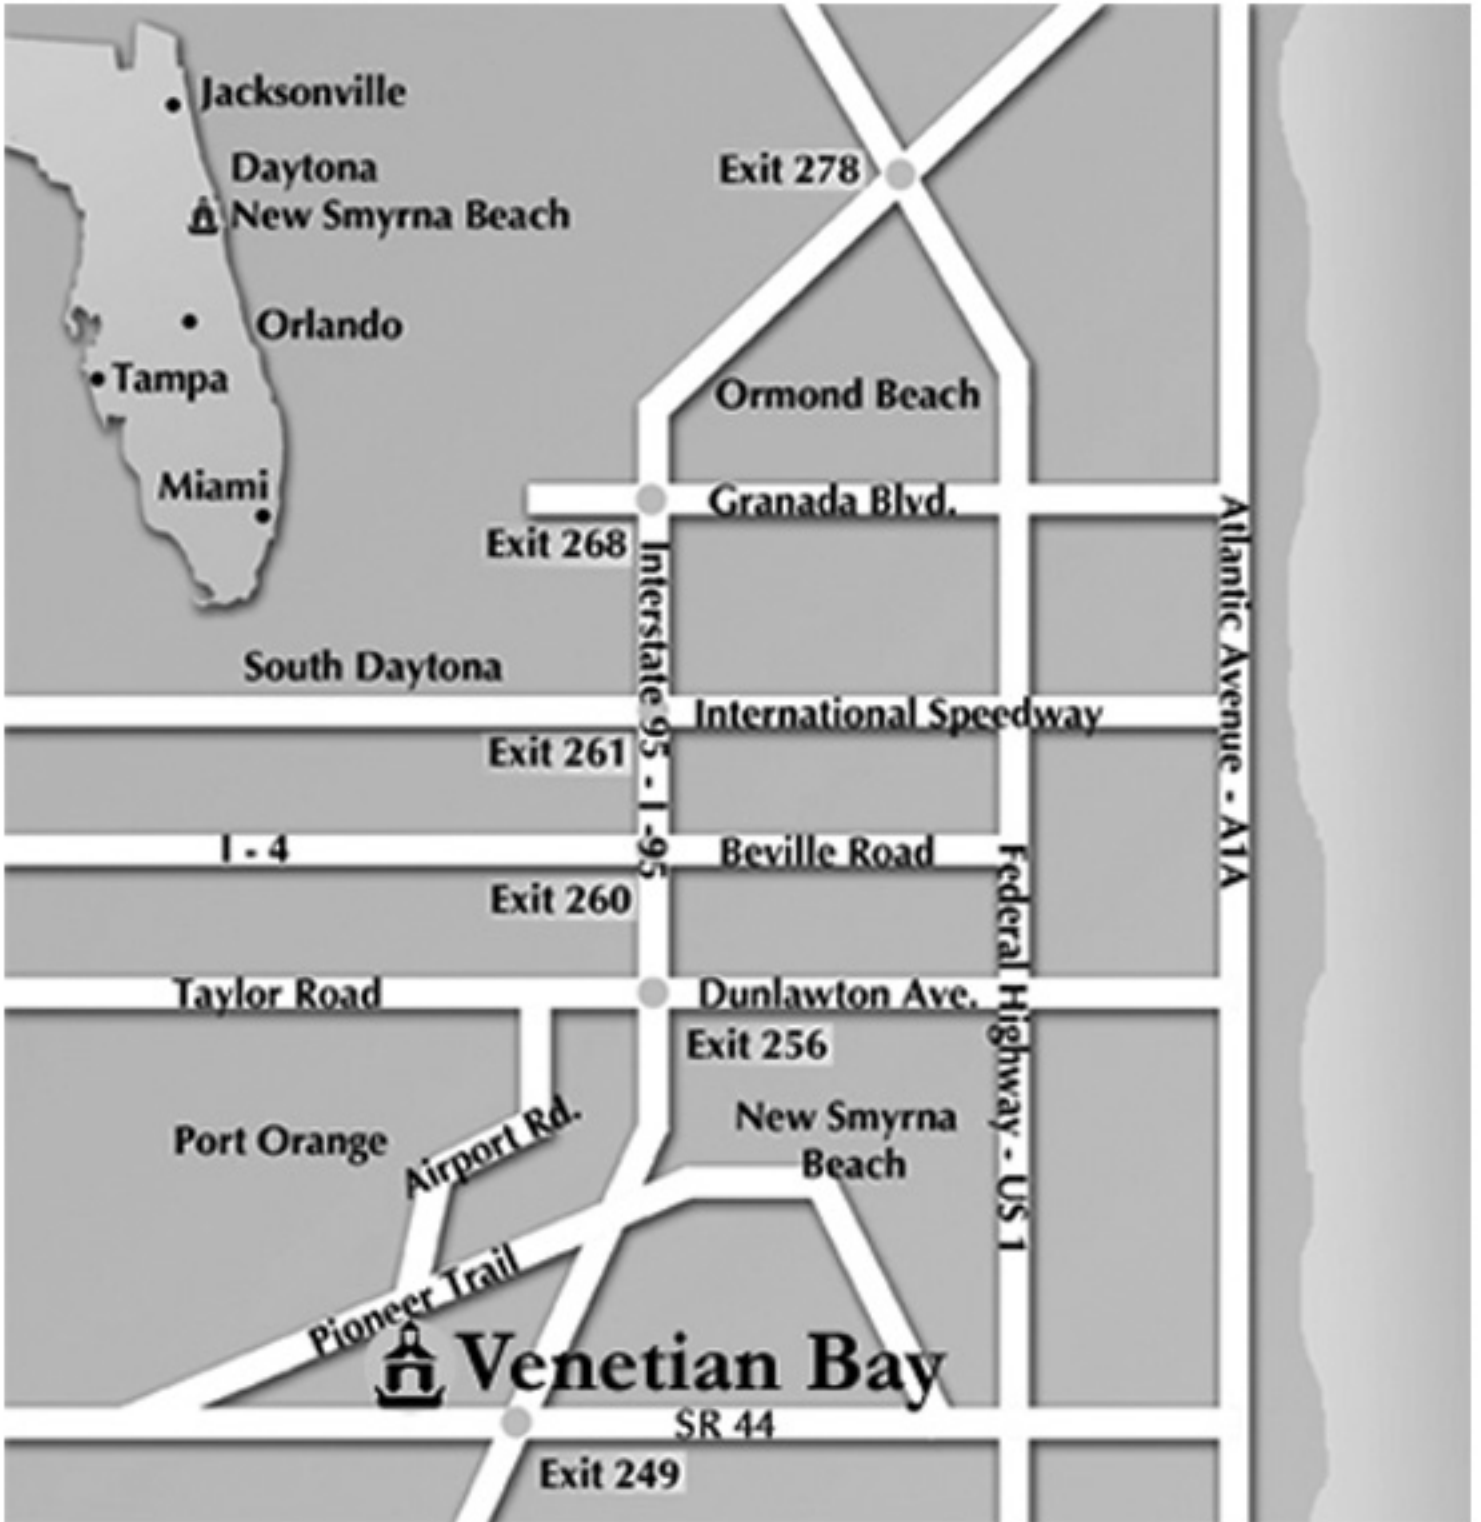 Jacksonville
Daytona
New Smyrna Beach
Orlando
Tampa
Miami
Exit 278
Ormond Beach
Granada Blvd.
Exit 268
Interstate 95 - I -95
Atlantic Avenue - A1A
South Daytona
International Speedway
Exit 261
I - 4
Beville Road
Exit 260
Federal Highway - US 1
Taylor Road
Dunlawton Ave.
Exit 256
New Smyrna
Beach
Port Orange
Airport Rd.
Pioneer Trail
Venetian Bay
SR 44
Exit 249